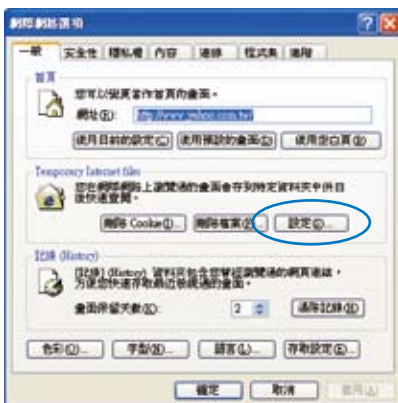 網際網路選項
一般 安全性 隱私權 內容 連線 程式集 進階
首頁
您可以變更當作首頁的畫面。
網址(R): http://www.yahoo.com.tw/
使用目前的設定(C) 使用預設的畫面(D) 使用空白頁(B)
Temporary Internet files
您在網際網路上瀏覽過的畫面會存到特定資料夾中供日
後快速查閱。
刪除 Cookie(I)... 刪除檔案(F)... 設定(S)...
記錄 (History)
[記錄] (History) 資料夾包含您曾經瀏覽過的網頁連結，
方便您快速存取最近檢視過的畫面。
畫面保留天數(K): 2 清除記錄(H)
色彩(O)... 字型(N)... 語言(L)... 存取設定(E)...
確定 取消 套用(A)